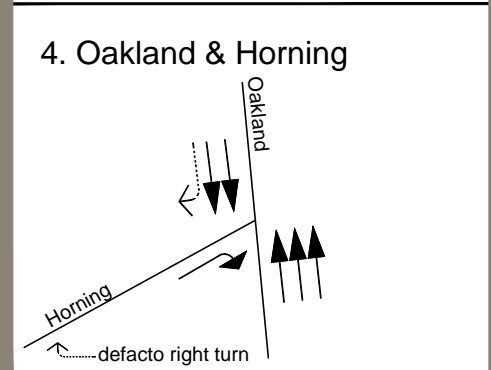 4. Oakland & Horning
Oakland
Horning
defacto right turn